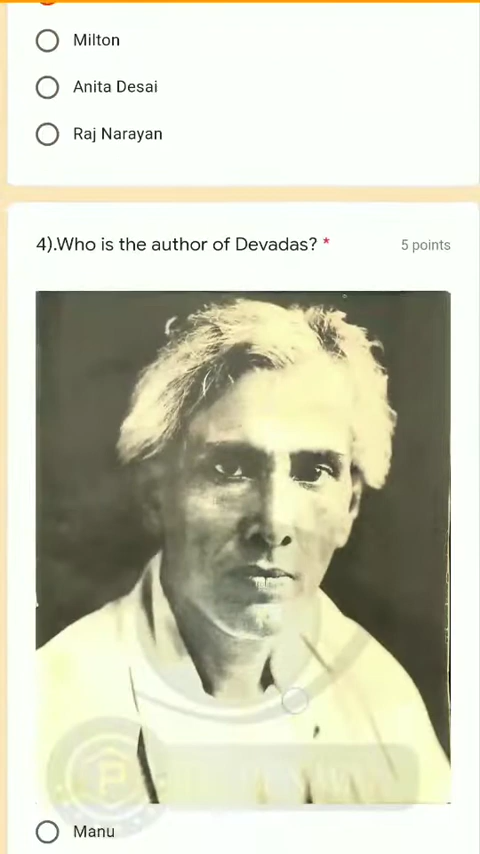 Milton
Anita Desai
Raj Narayan
4).Who is the author of Devadas? * 5 points
P
Manu